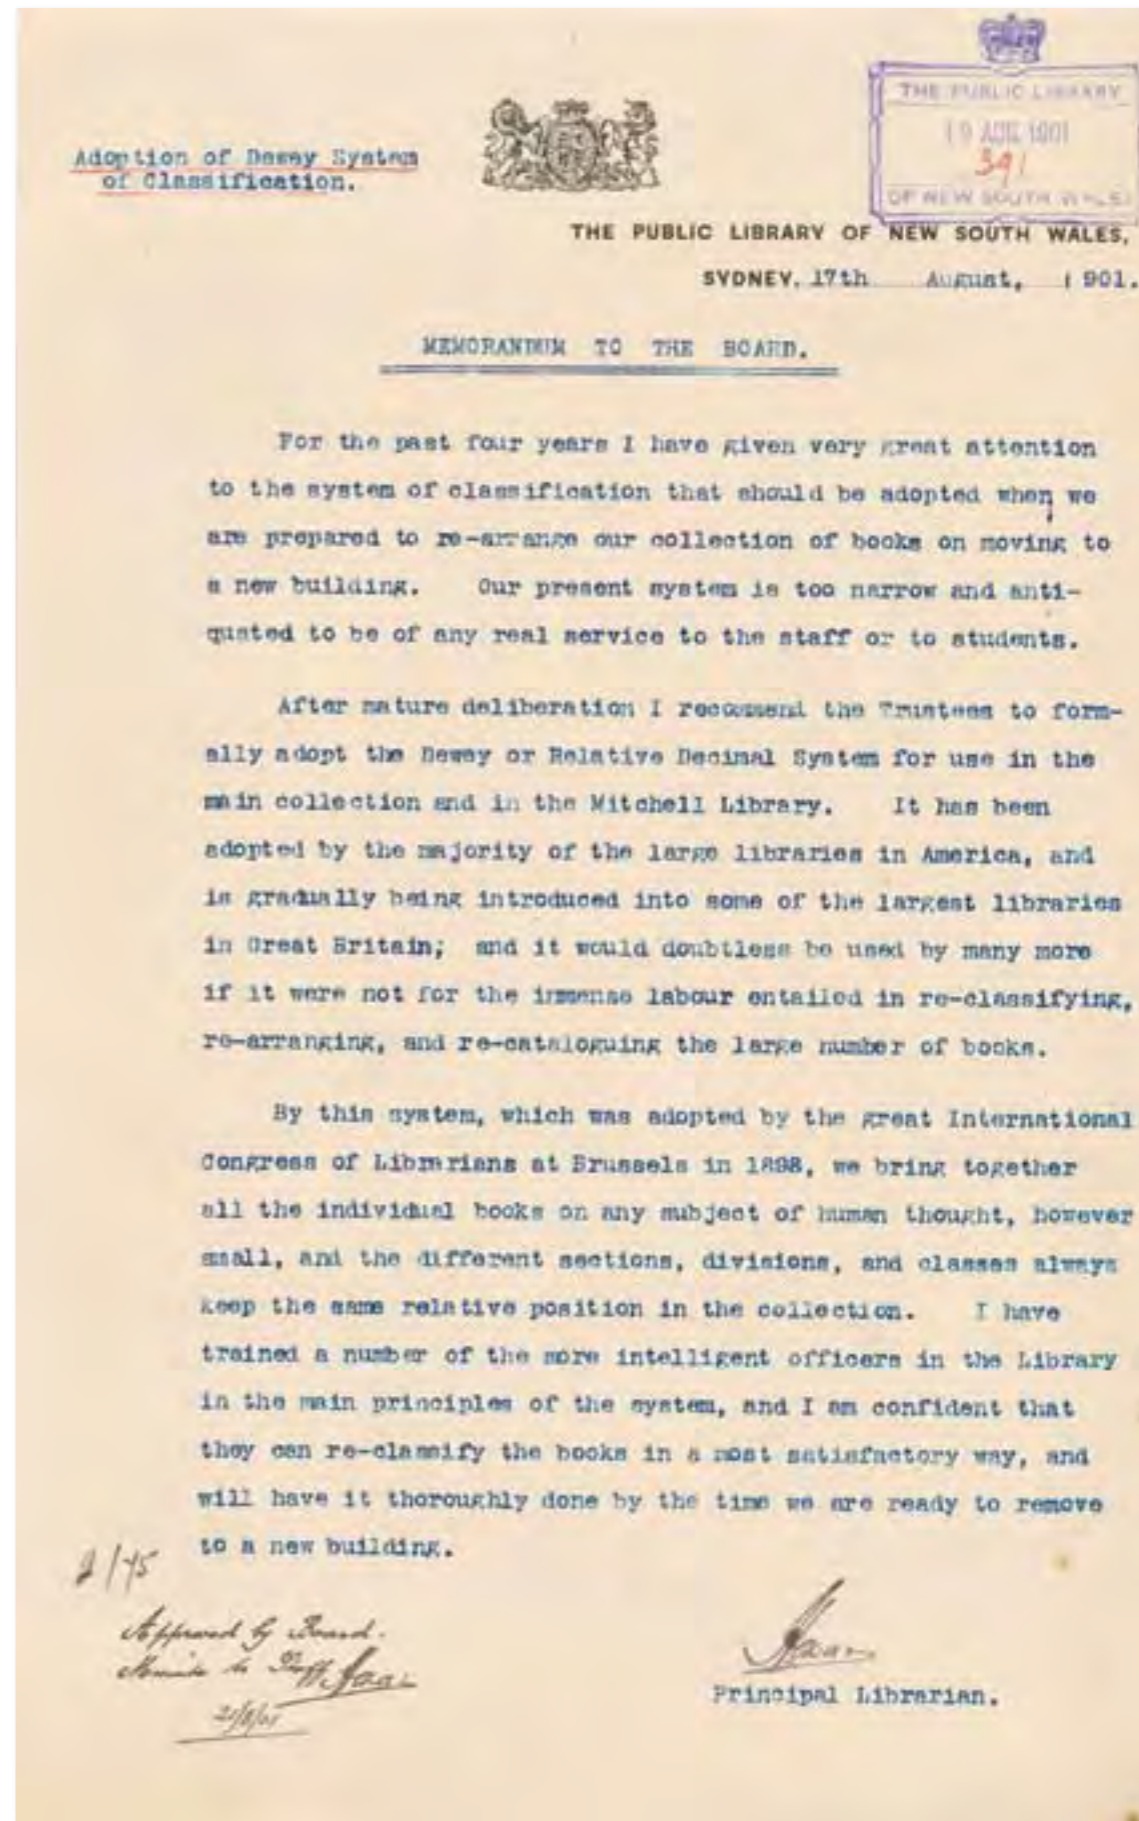 THE PUBLIC LIBRARY
19 AUG 1901
391
OF NEW SOUTH WALES
Adoption of Dewey System
of Classification.
THE PUBLIC LIBRARY OF NEW SOUTH WALES,
SYDNEY, 17th August, 1901.
MEMORANDUM TO THE BOARD.
For the past four years I have given very great attention
to the system of classification that should be adopted when we
are prepared to re-arrange our collection of books on moving to
a new building. Our present system is too narrow and anti-
quated to be of any real service to the staff or to students.
After mature deliberation I recommend the Trustees to form-
ally adopt the Dewey or Relative Decimal System for use in the
main collection and in the Mitchell Library. It has been
adopted by the majority of the large libraries in America, and
is gradually being introduced into some of the largest libraries
in Great Britain; and it would doubtless be used by many more
if it were not for the immense labour entailed in re-classifying,
re-arranging, and re-cataloguing the large number of books.
By this system, which was adopted by the great International
Congress of Librarians at Brussels in 1898, we bring together
all the individual books on any subject of human thought, however
small, and the different sections, divisions, and classes always
keep the same relative position in the collection. I have
trained a number of the more intelligent officers in the Library
in the main principles of the system, and I am confident that
they can re-classify the books in a most satisfactory way, and
will have it thoroughly done by the time we are ready to remove
to a new building.
Approved by Board.
21/8/01
Principal Librarian.